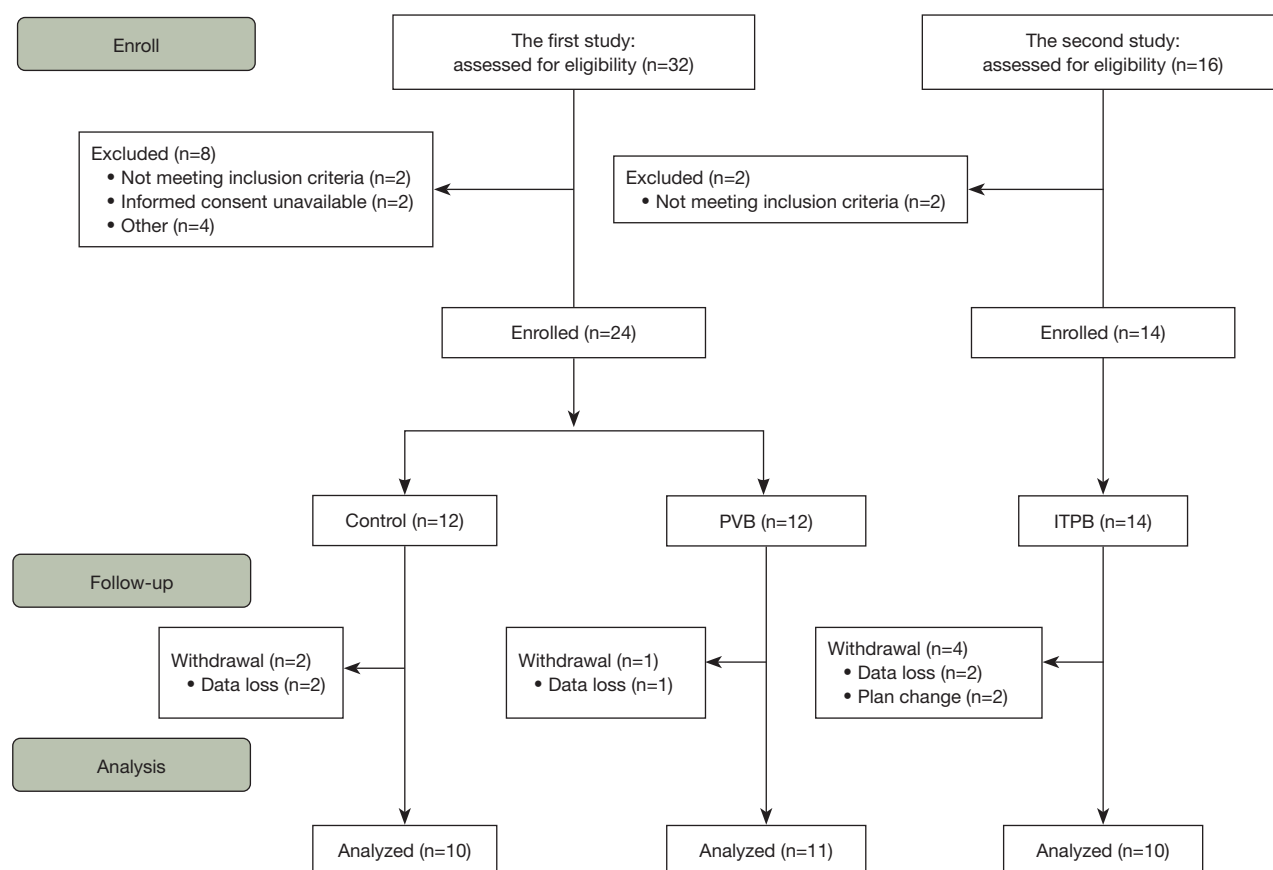 Enroll
The first study:
assessed for eligibility (n=32)
The second study:
assessed for eligibility (n=16)
Excluded (n=8)
• Not meeting inclusion criteria (n=2)
• Informed consent unavailable (n=2)
• Other (n=4)
Excluded (n=2)
• Not meeting inclusion criteria (n=2)
Enrolled (n=24)
Enrolled (n=14)
Control (n=12)
PVB (n=12)
ITPB (n=14)
Follow-up
Withdrawal (n=2)
• Data loss (n=2)
Withdrawal (n=1)
• Data loss (n=1)
Withdrawal (n=4)
• Data loss (n=2)
• Plan change (n=2)
Analysis
Analyzed (n=10)
Analyzed (n=11)
Analyzed (n=10)